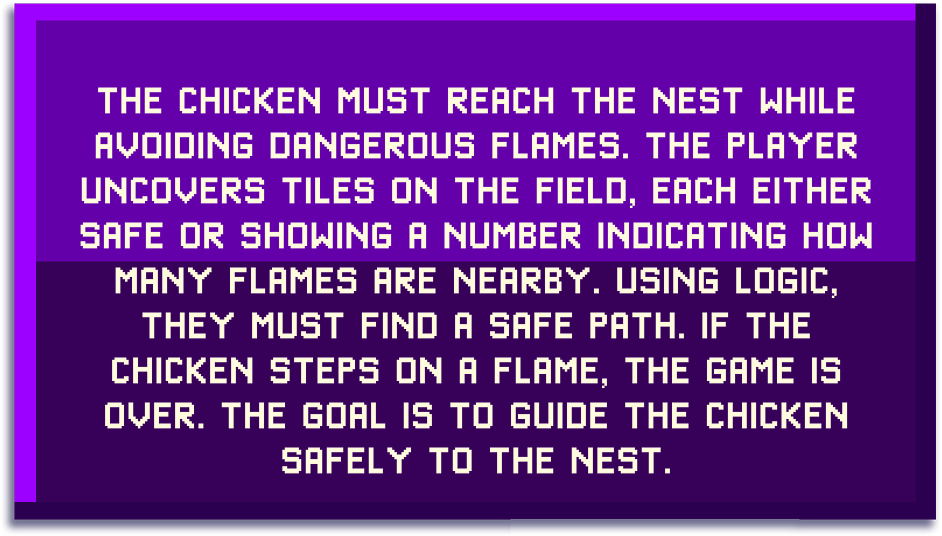 THE CHICKEN MUST REACH THE NEST WHILE
AVOIDING DANGEROUS FLAMES. THE PLAYER
UNCOVERS TILES ON THE FIELD, EACH EITHER
SAFE OR SHOWING A NUMBER INDICATING HOW
MANY FLAMES ARE NEARBY. USING LOGIC,
THEY MUST FIND A SAFE PATH. IF THE
CHICKEN STEPS ON A FLAME, THE GAME IS
OVER. THE GOAL IS TO GUIDE THE CHICKEN
SAFELY TO THE NEST.